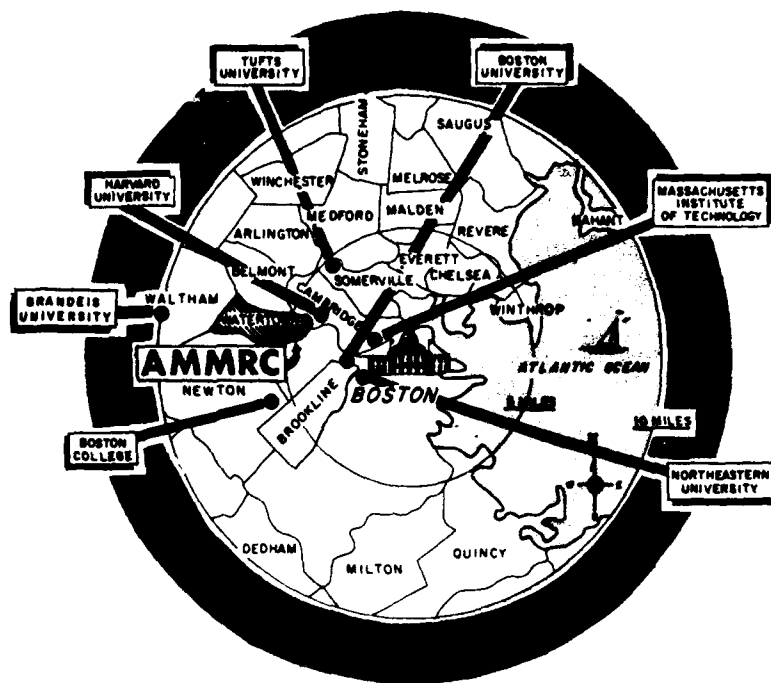 TUFTS
UNIVERSITY
BOSTON
UNIVERSITY
STONEHAM
SAUGUS
HARVARD
UNIVERSITY
WINCHESTER
MELROSE
MASSACHUSETTS
INSTITUTE
OF TECHNOLOGY
MEDFORD
MALDEN
NAHANT
ARLINGTON
REVERE
EVERETT
BELMONT
SOMERVILLE
CHELSEA
BRANDEIS
UNIVERSITY
WALTHAM
CAMBRIDGE
WINTHROP
WATERTOWN
AMMRC
ATLANTIC OCEAN
NEWTON
BOSTON
BROOKLINE
5 MILES
10 MILES
BOSTON
COLLEGE
W
E
NORTHEASTERN
UNIVERSITY
DEDHAM
MILTON
QUINCY